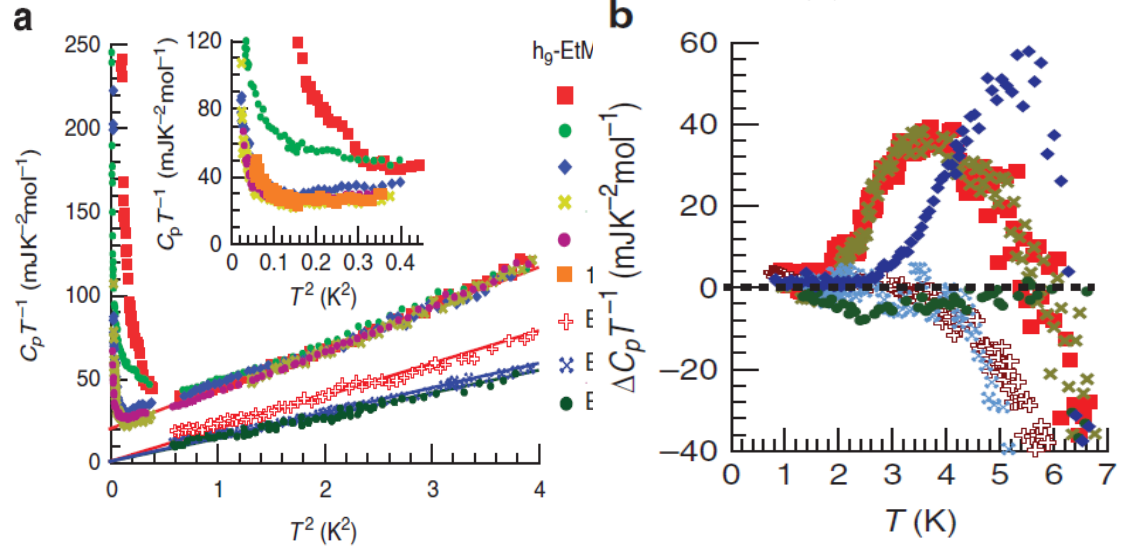 a
250
200
150
100
50
0
CpT⁻¹ (mJK⁻²mol⁻¹)
0 1 2 3 4
T² (K²)
120
80
40
0
CpT⁻¹ (mJK⁻²mol⁻¹)
0 0.1 0.2 0.3 0.4
T² (K²)
h₉-EtM
1
E
E
E
b
60
40
20
0
−20
−40
ΔCpT⁻¹ (mJK⁻²mol⁻¹)
0 1 2 3 4 5 6 7
T (K)